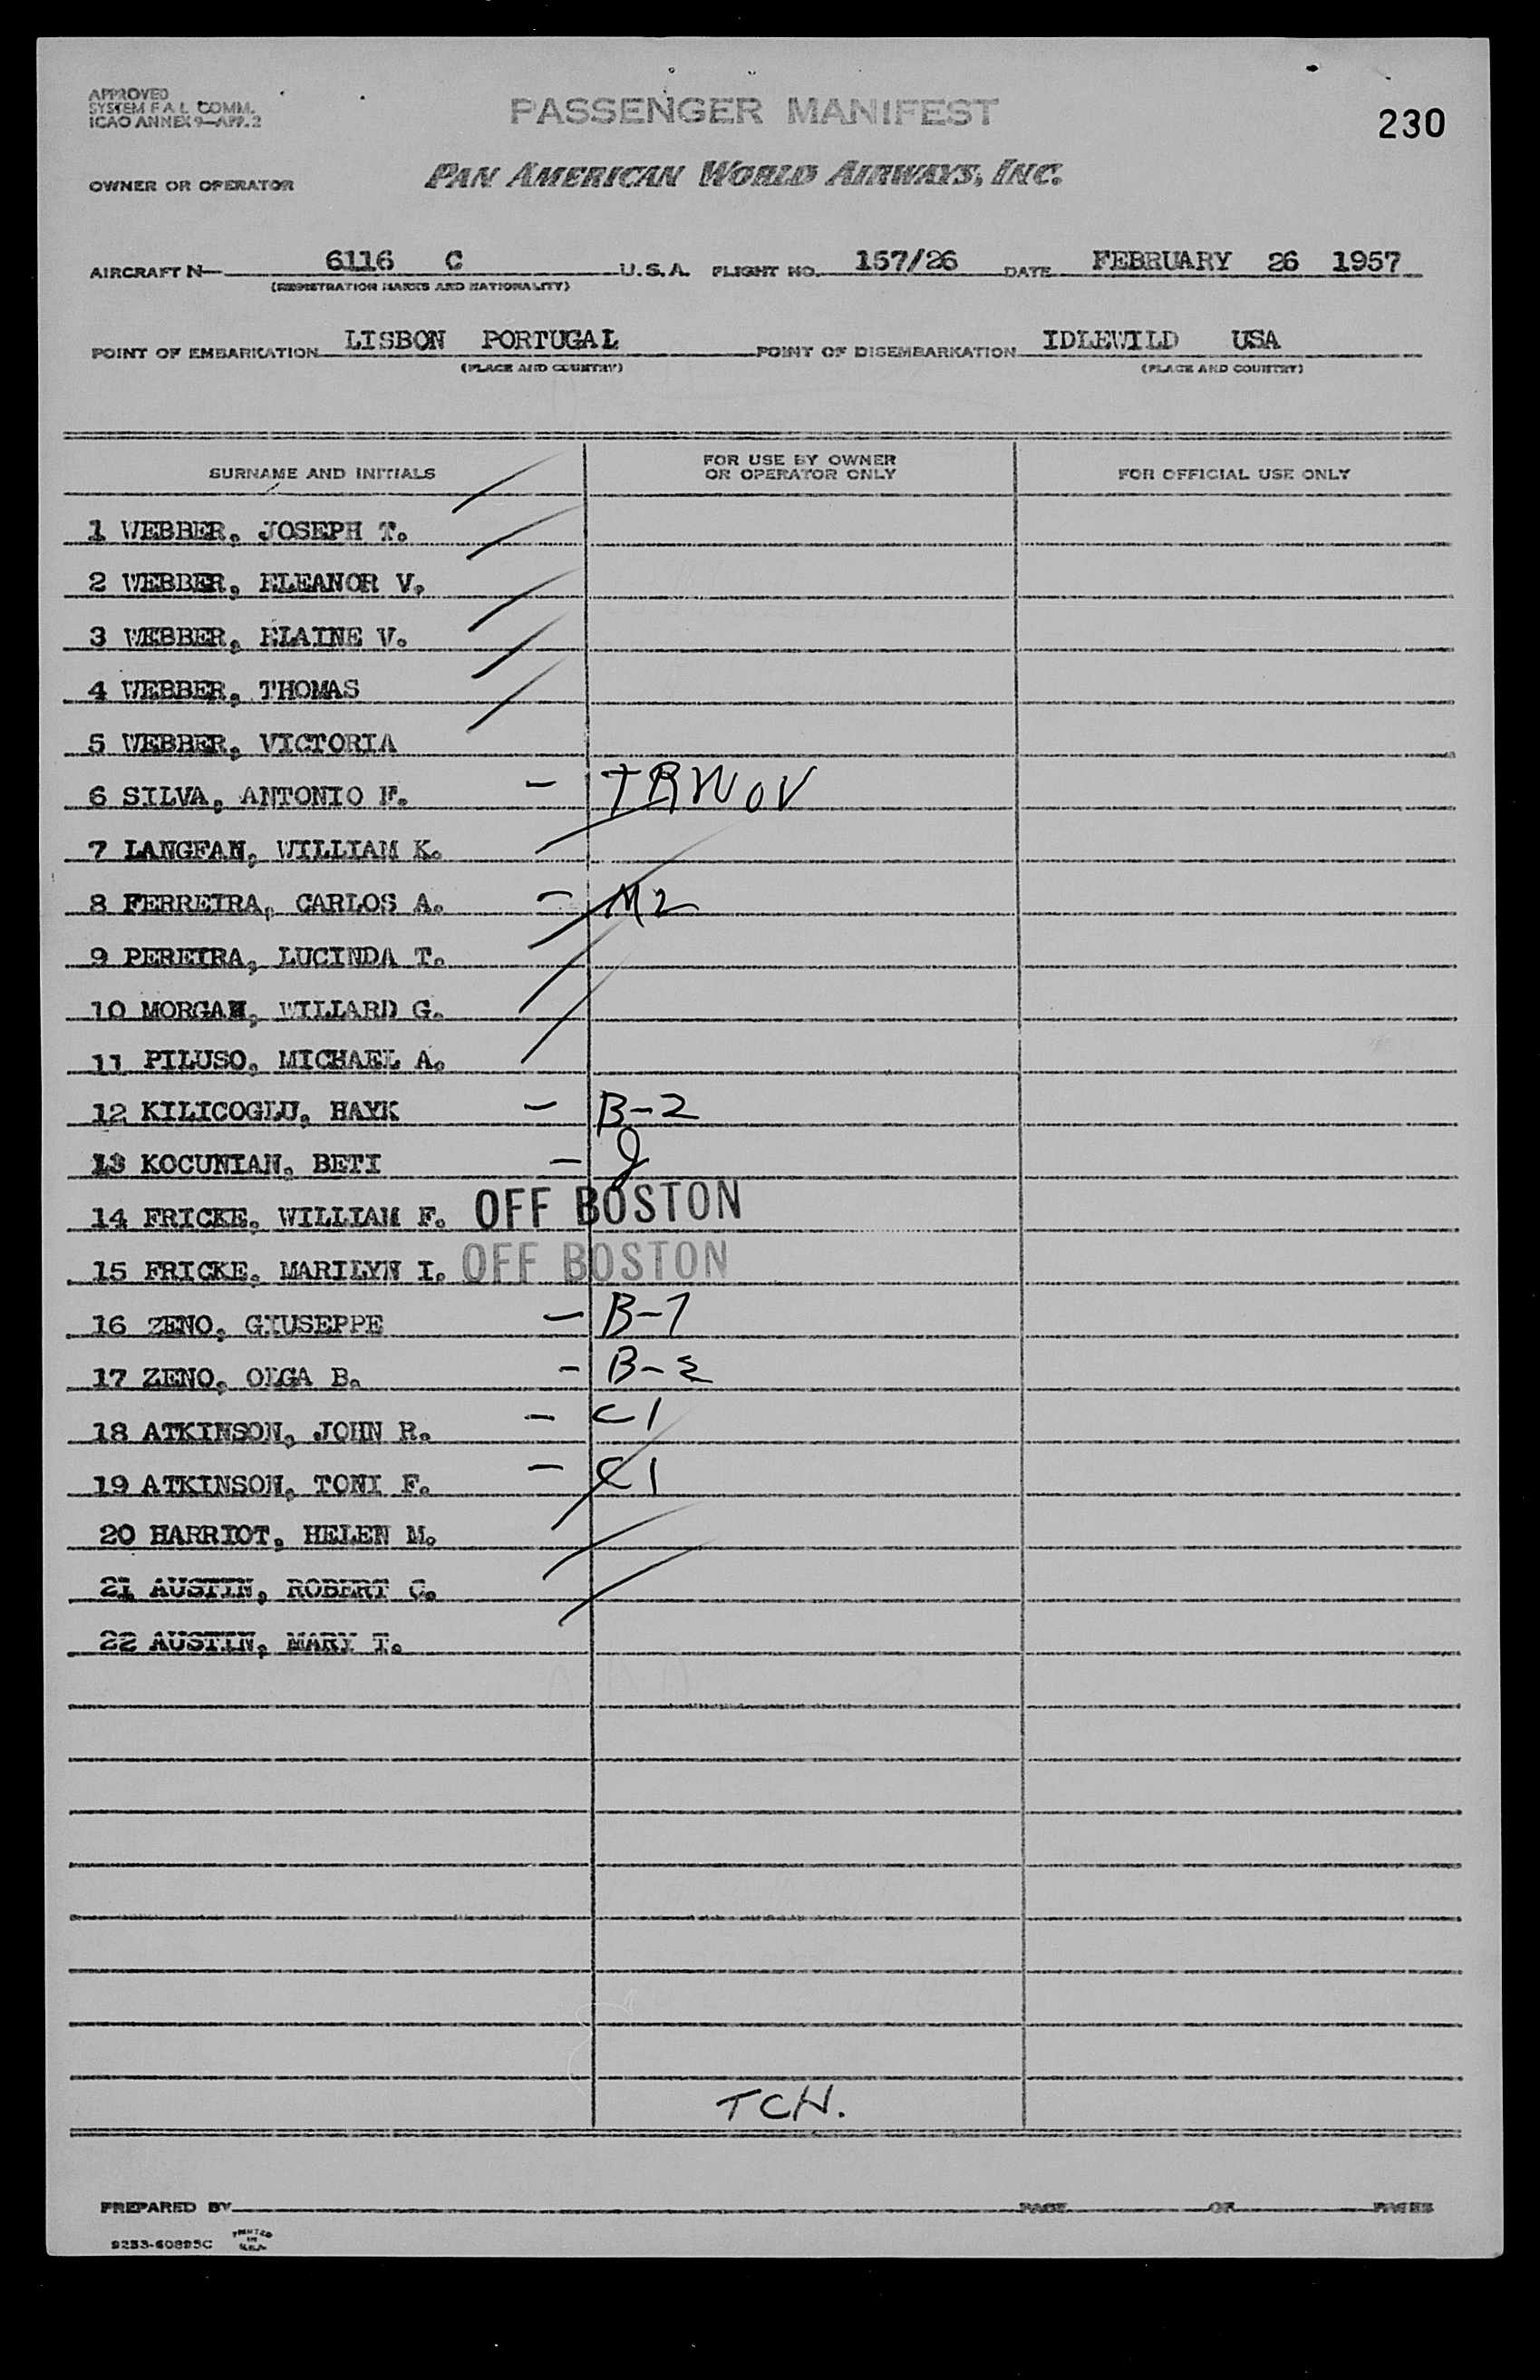 APPROVED
SYSTEM F.A.L. COMM.
ICAO ANNEX 9—APP. 2
PASSENGER MANIFEST
230
OWNER OR OPERATOR PAN AMERICAN WORLD AIRWAYS, INC.
AIRCRAFT N— 6116 C U.S.A. FLIGHT NO. 157/26 DATE FEBRUARY 26 1957
(REGISTRATION MARKS AND NATIONALITY)
POINT OF EMBARKATION LISBON PORTUGAL POINT OF DISEMBARKATION IDLEWILD USA
(PLACE AND COUNTRY) (PLACE AND COUNTRY)
SURNAME AND INITIALS FOR USE BY OWNER OR OPERATOR ONLY FOR OFFICIAL USE ONLY
1 WEBBER, JOSEPH T.
2 WEBBER, ELEANOR V.
3 WEBBER, ELAINE V.
4 WEBBER, THOMAS
5 WEBBER, VICTORIA
6 SILVA, ANTONIO — TRWOV
7 LANGFAN, WILLIAM K.
8 FERREIRA, CARLOS A. — M2
9 PEREIRA, LUCINDA T.
10 MORGAN, WILLARD G.
11 PILUSO, MICHAEL A.
12 KILICOGLU, HAYK — B-2
13 KOCUNIAN, BETI —
14 FRICKE, WILLIAM F. OFF BOSTON
15 FRICKE, MARILYN I. OFF BOSTON
16 ZENO, GIUSEPPE — B-1
17 ZENO, OLGA B. — B-2
18 ATKINSON, JOHN R. — C1
19 ATKINSON, TONI F. — C1
20 HARRIOT, HELEN M.
21 AUSTIN, ROBERT C.
22 AUSTIN, MARY T.
TCH.
PREPARED BY PAGE OF PAGES
9233-60895C PRINTED IN U.S.A.